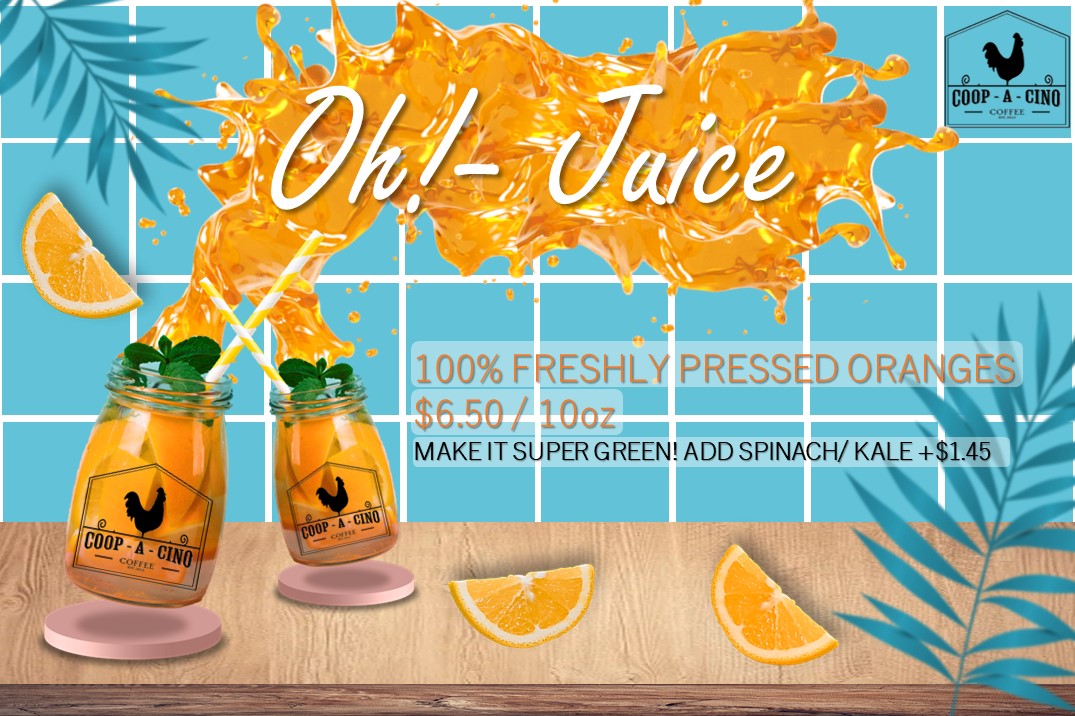 Oh!- Juice
COOP - A - CINO
COFFEE
100% FRESHLY PRESSED ORANGES
$6.50 / 10oz
MAKE IT SUPER GREEN! ADD SPINACH/ KALE +$1.45
COOP - A - CINO
COFFEE
COOP - A - CINO
COFFEE